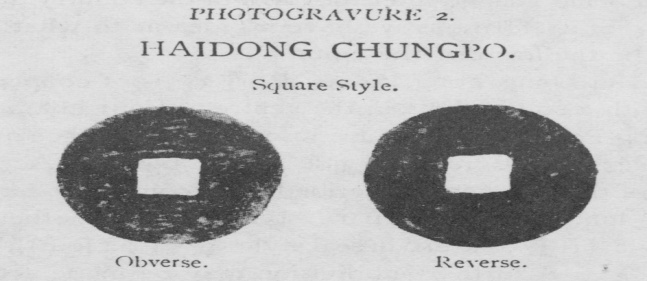 PHOTOGRAVURE 2.
HAIDONG CHUNGPO.
Square Style.
Obverse.
Reverse.